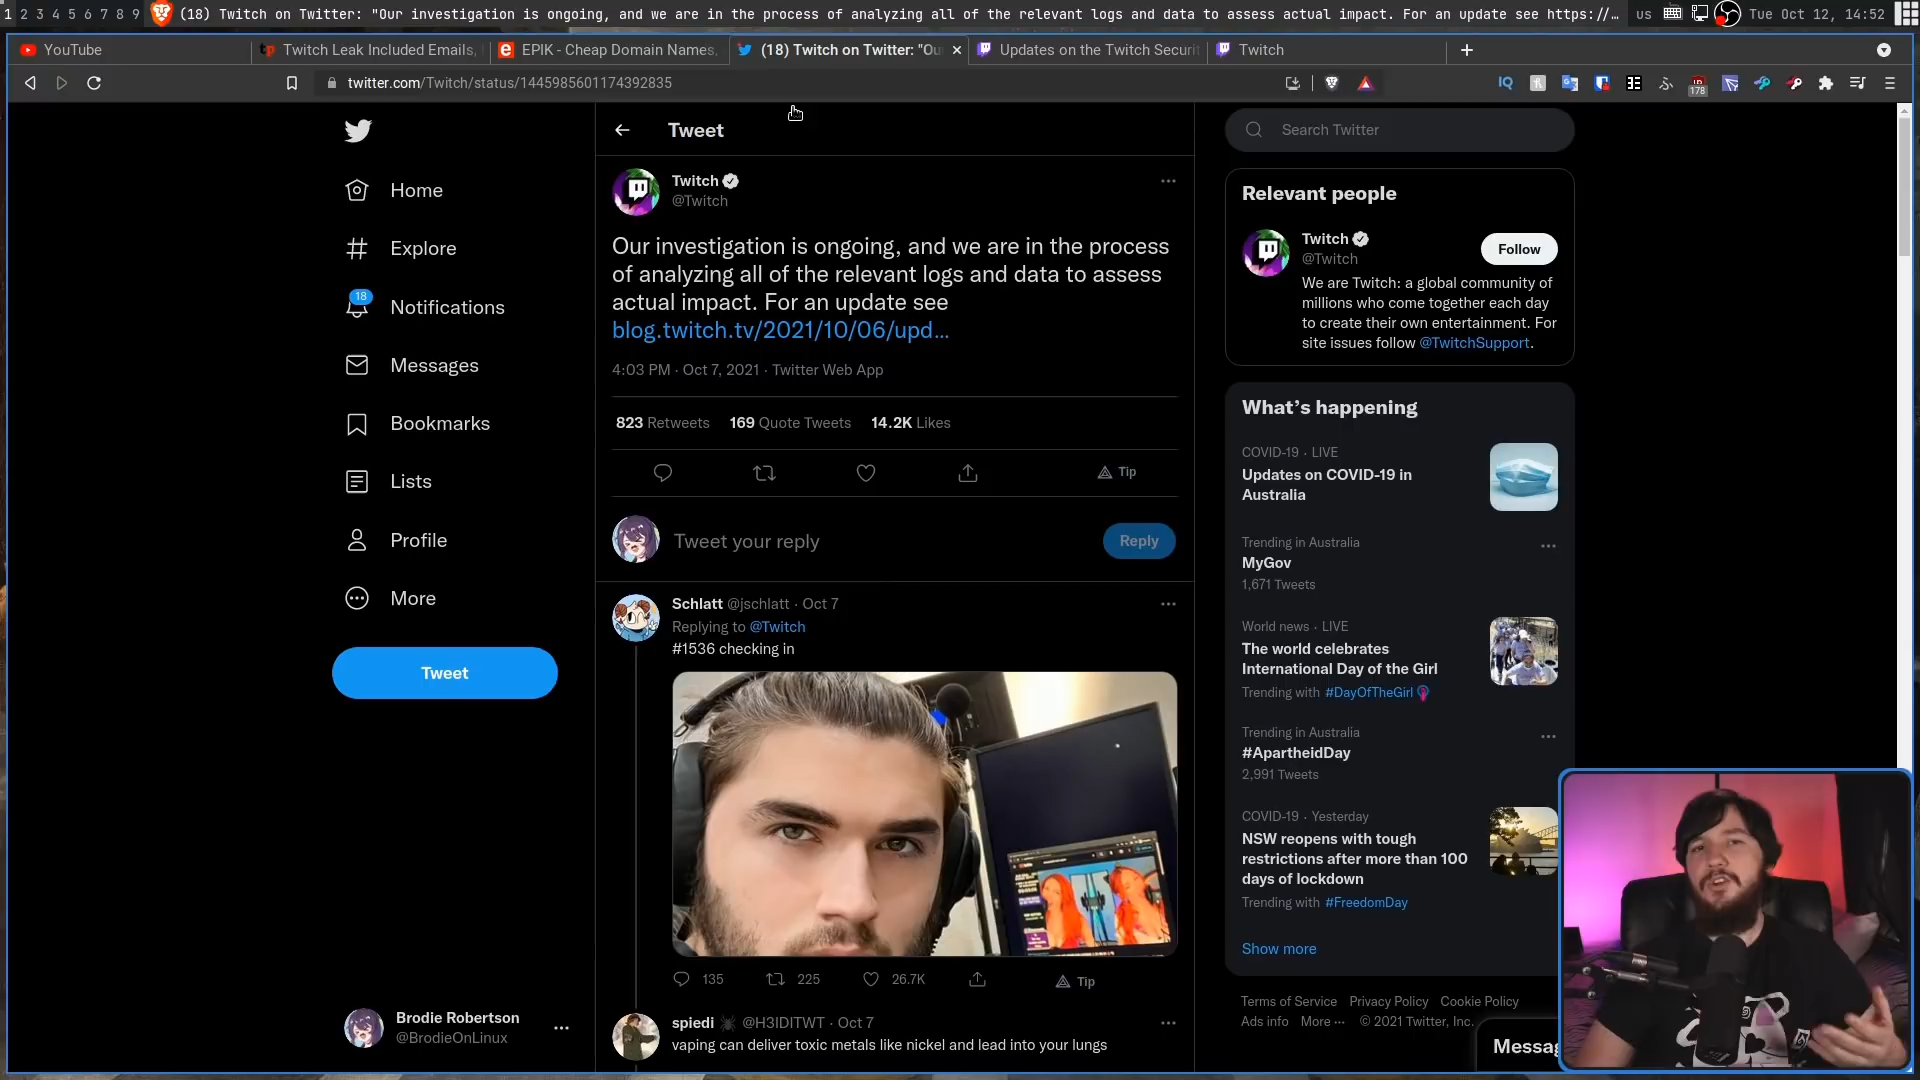 1 2 3 4 5 6 7 8 9 (18) Twitch on Twitter: "Our investigation is ongoing, and we are in the process of analyzing all of the relevant logs and data to assess actual impact. For an update see https://… us Tue Oct 12, 14:52
YouTube
Twitch Leak Included Emails,
EPIK - Cheap Domain Names,
(18) Twitch on Twitter: "Ou
Updates on the Twitch Securit
Twitch
twitter.com/Twitch/status/1445985601174392835
178
Home
Explore
18
Notifications
Messages
Bookmarks
Lists
Profile
More
Tweet
Brodie Robertson
@BrodieOnLinux
Tweet
Twitch
@Twitch
Our investigation is ongoing, and we are in the process
of analyzing all of the relevant logs and data to assess
actual impact. For an update see
blog.twitch.tv/2021/10/06/upd…
4:03 PM · Oct 7, 2021 · Twitter Web App
823 Retweets 169 Quote Tweets 14.2K Likes
Tip
Tweet your reply
Reply
Schlatt @jschlatt · Oct 7
Replying to @Twitch
#1536 checking in
135 225 26.7K Tip
spiedi @H3IDITWT · Oct 7
vaping can deliver toxic metals like nickel and lead into your lungs
Search Twitter
Relevant people
Twitch
@Twitch
Follow
We are Twitch: a global community of
millions who come together each day
to create their own entertainment. For
site issues follow @TwitchSupport.
What's happening
COVID-19 · LIVE
Updates on COVID-19 in
Australia
Trending in Australia
MyGov
1,671 Tweets
World news · LIVE
The world celebrates
International Day of the Girl
Trending with #DayOfTheGirl
Trending in Australia
#ApartheidDay
2,991 Tweets
COVID-19 · Yesterday
NSW reopens with tough
restrictions after more than 100
days of lockdown
Trending with #FreedomDay
Show more
Terms of Service Privacy Policy Cookie Policy
Ads info More ··· © 2021 Twitter, Inc.
Messa